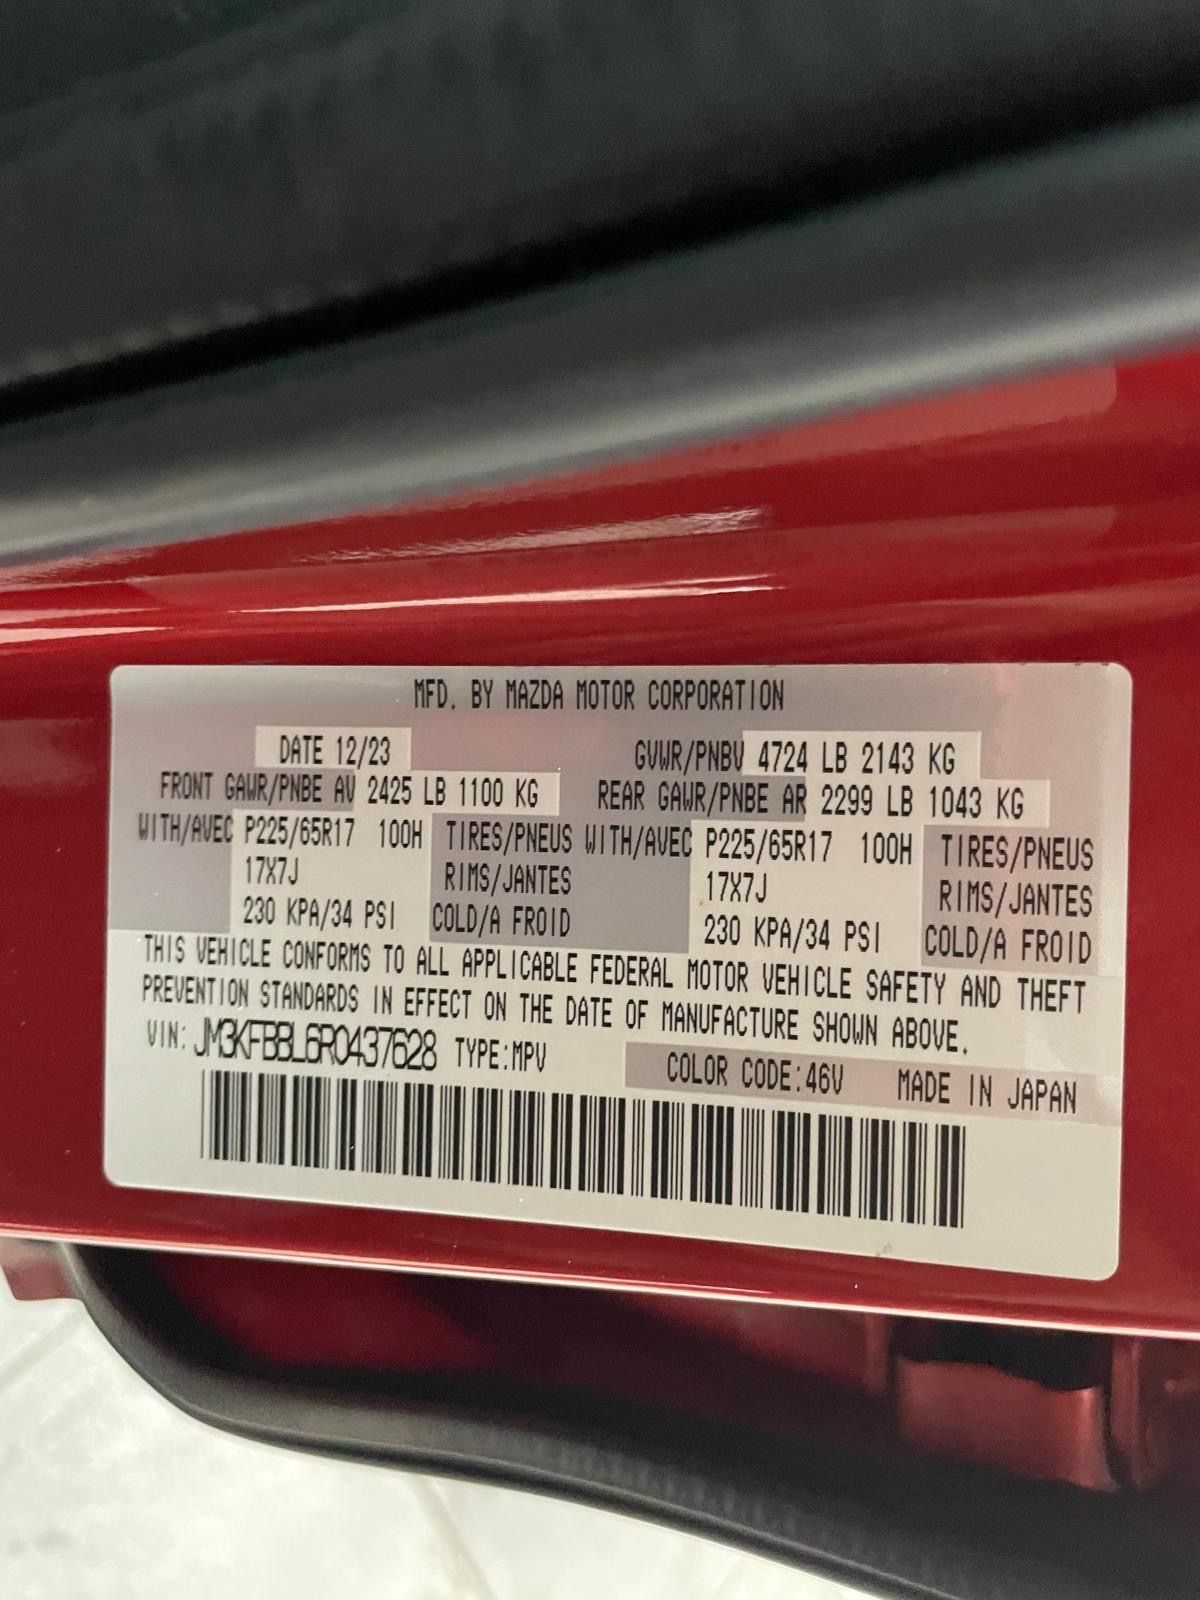 MFD. BY MAZDA MOTOR CORPORATION
DATE 12/23 GVWR/PNBV 4724 LB 2143 KG
FRONT GAWR/PNBE AV 2425 LB 1100 KG REAR GAWR/PNBE AR 2299 LB 1043 KG
WITH/AVEC P225/65R17 100H TIRES/PNEUS WITH/AVEC P225/65R17 100H TIRES/PNEUS
17X7J RIMS/JANTES 17X7J RIMS/JANTES
230 KPA/34 PSI COLD/A FROID 230 KPA/34 PSI COLD/A FROID
THIS VEHICLE CONFORMS TO ALL APPLICABLE FEDERAL MOTOR VEHICLE SAFETY AND THEFT
PREVENTION STANDARDS IN EFFECT ON THE DATE OF MANUFACTURE SHOWN ABOVE.
VIN: JM3KFBBL6R0437628 TYPE:MPV COLOR CODE:46V MADE IN JAPAN